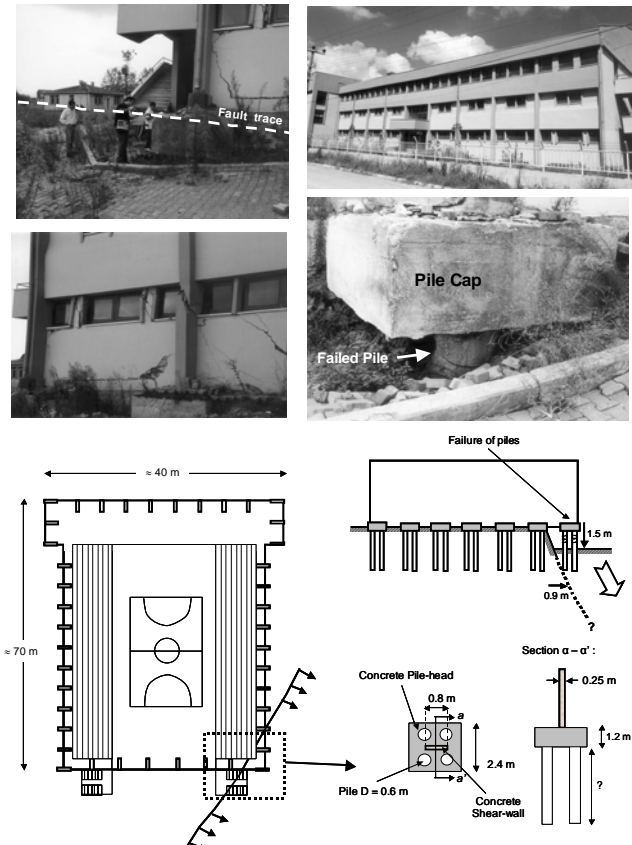 Fault trace
Pile Cap
Failed Pile
≈ 40 m
≈ 70 m
Failure of piles
1.5 m
0.9 m
?
Section α – α’ :
0.25 m
1.2 m
?
Concrete Pile-head
0.8 m
a
2.4 m
a'
Pile D = 0.6 m
Concrete
Shear-wall